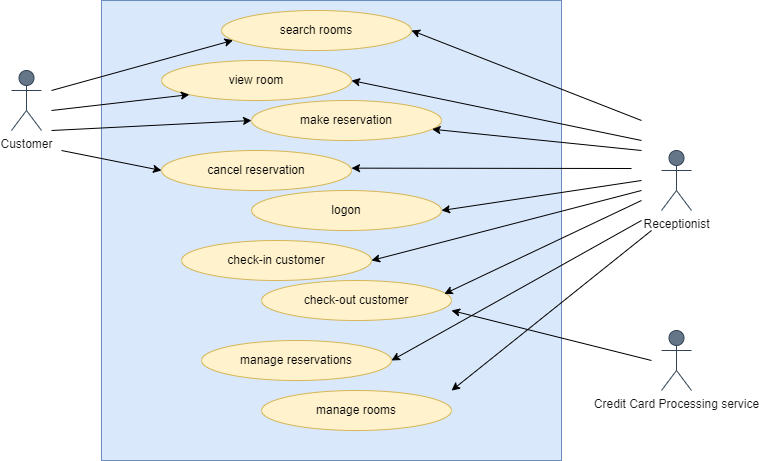 search rooms
view room
make reservation
Customer
cancel reservation
logon
Receptionist
check-in customer
check-out customer
manage reservations
Credit Card Processing service
manage rooms